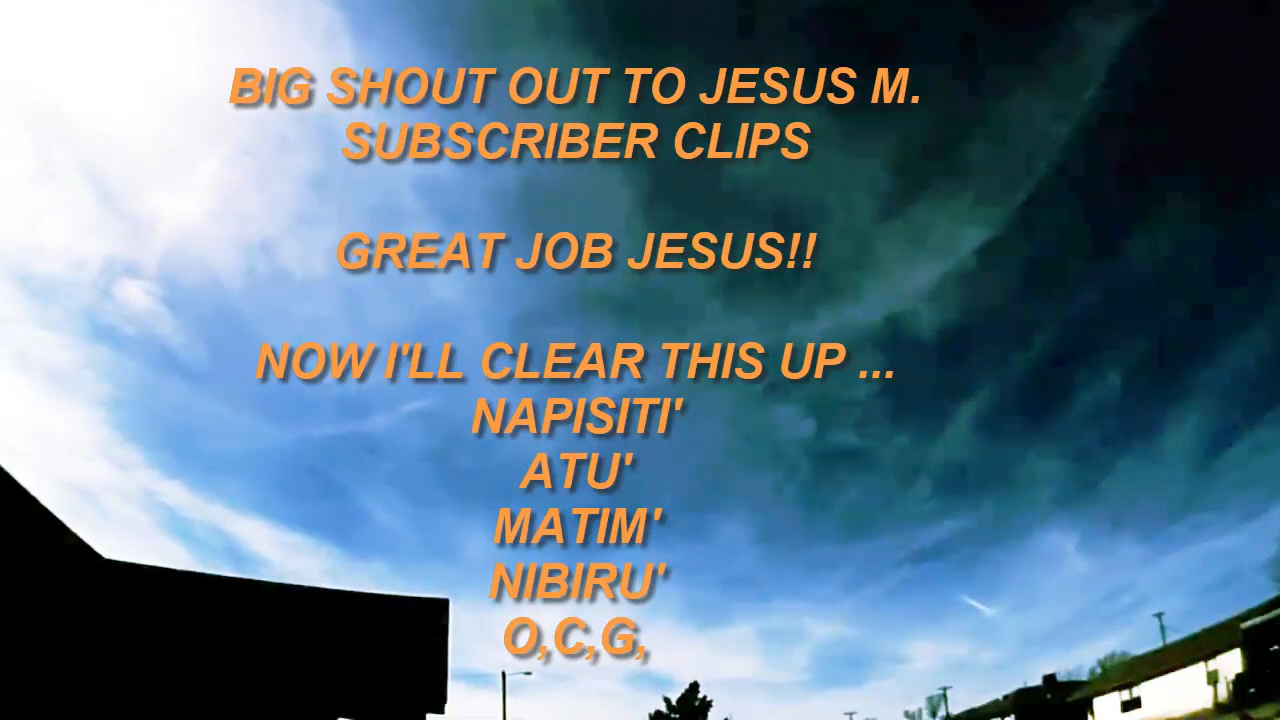 BIG SHOUT OUT TO JESUS M.
SUBSCRIBER CLIPS
GREAT JOB JESUS!!
NOW I'LL CLEAR THIS UP ...
NAPISITI'
ATU'
MATIM'
NIBIRU'
O,C,G,